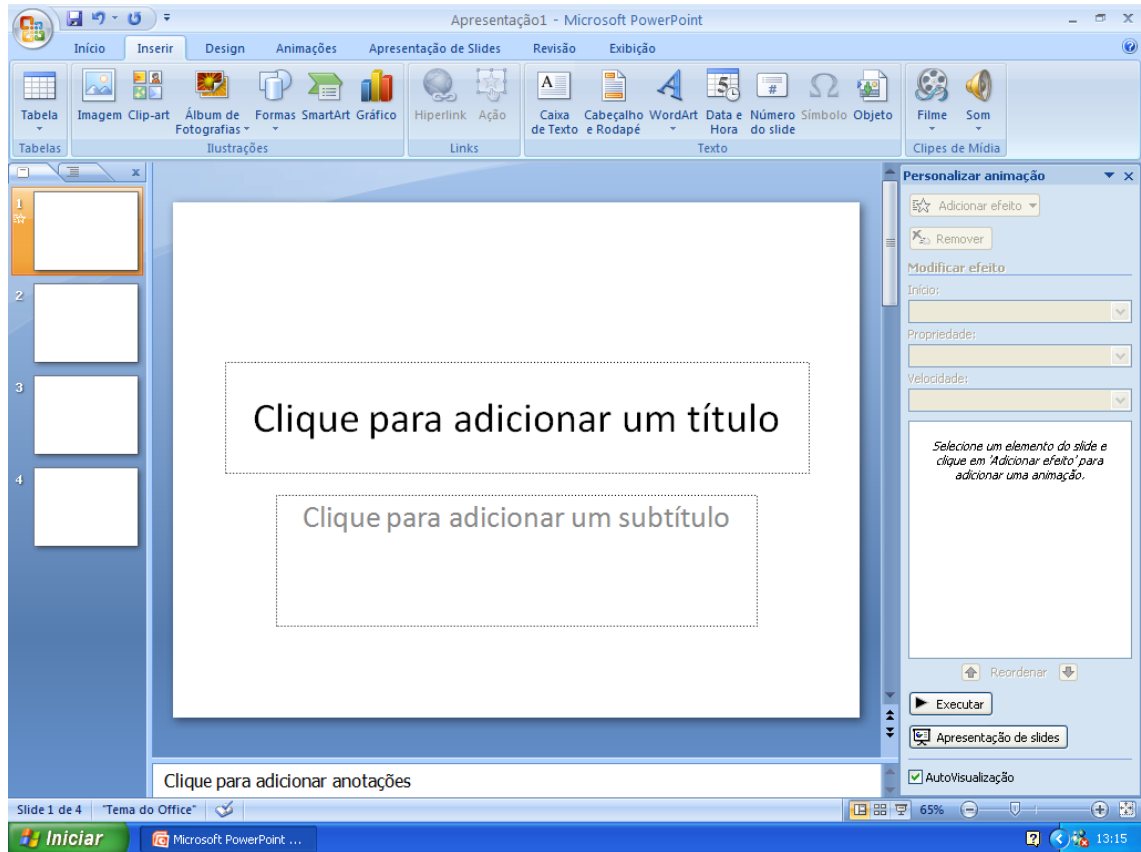 Apresentação1 - Microsoft PowerPoint
Início Inserir Design Animações Apresentação de Slides Revisão Exibição
Tabela Imagem Clip-art Álbum de Fotografias Formas SmartArt Gráfico Hiperlink Ação Caixa de Texto Cabeçalho e Rodapé WordArt Data e Hora Número do slide Símbolo Objeto Filme Som
Tabelas Ilustrações Links Texto Clipes de Mídia
1
2
3
4
Clique para adicionar um título
Clique para adicionar um subtítulo
Clique para adicionar anotações
Personalizar animação
Adicionar efeito
Remover
Modificar efeito
Início:
Propriedade:
Velocidade:
Selecione um elemento do slide e
clique em 'Adicionar efeito' para
adicionar uma animação.
Reordenar
Executar
Apresentação de slides
AutoVisualização
Slide 1 de 4 "Tema do Office" 65%
Iniciar Microsoft PowerPoint ... 13:15